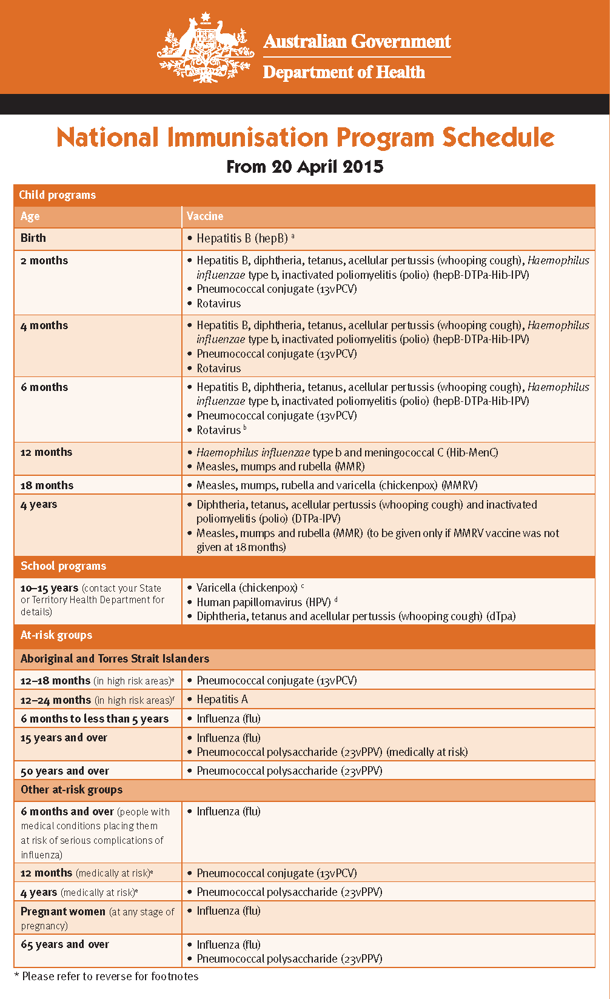 Australian Government
Department of Health
National Immunisation Program Schedule
From 20 April 2015
Child programs
Age Vaccine
Birth • Hepatitis B (hepB) a
2 months • Hepatitis B, diphtheria, tetanus, acellular pertussis (whooping cough), Haemophilus
influenzae type b, inactivated poliomyelitis (polio) (hepB-DTPa-Hib-IPV)
• Pneumococcal conjugate (13vPCV)
• Rotavirus
4 months • Hepatitis B, diphtheria, tetanus, acellular pertussis (whooping cough), Haemophilus
influenzae type b, inactivated poliomyelitis (polio) (hepB-DTPa-Hib-IPV)
• Pneumococcal conjugate (13vPCV)
• Rotavirus
6 months • Hepatitis B, diphtheria, tetanus, acellular pertussis (whooping cough), Haemophilus
influenzae type b, inactivated poliomyelitis (polio) (hepB-DTPa-Hib-IPV)
• Pneumococcal conjugate (13vPCV)
• Rotavirus b
12 months • Haemophilus influenzae type b and meningococcal C (Hib-MenC)
• Measles, mumps and rubella (MMR)
18 months • Measles, mumps, rubella and varicella (chickenpox) (MMRV)
4 years • Diphtheria, tetanus, acellular pertussis (whooping cough) and inactivated
poliomyelitis (polio) (DTPa-IPV)
• Measles, mumps and rubella (MMR) (to be given only if MMRV vaccine was not
given at 18 months)
School programs
10–15 years (contact your State
or Territory Health Department for
details)
• Varicella (chickenpox) c
• Human papillomavirus (HPV) d
• Diphtheria, tetanus and acellular pertussis (whooping cough) (dTpa)
At-risk groups
Aboriginal and Torres Strait Islanders
12–18 months (in high risk areas)e • Pneumococcal conjugate (13vPCV)
12–24 months (in high risk areas)f • Hepatitis A
6 months to less than 5 years • Influenza (flu)
15 years and over • Influenza (flu)
• Pneumococcal polysaccharide (23vPPV) (medically at risk)
50 years and over • Pneumococcal polysaccharide (23vPPV)
Other at-risk groups
6 months and over (people with
medical conditions placing them
at risk of serious complications of
influenza)
• Influenza (flu)
12 months (medically at risk)e • Pneumococcal conjugate (13vPCV)
4 years (medically at risk)e • Pneumococcal polysaccharide (23vPPV)
Pregnant women (at any stage of
pregnancy)
• Influenza (flu)
65 years and over • Influenza (flu)
• Pneumococcal polysaccharide (23vPPV)
* Please refer to reverse for footnotes